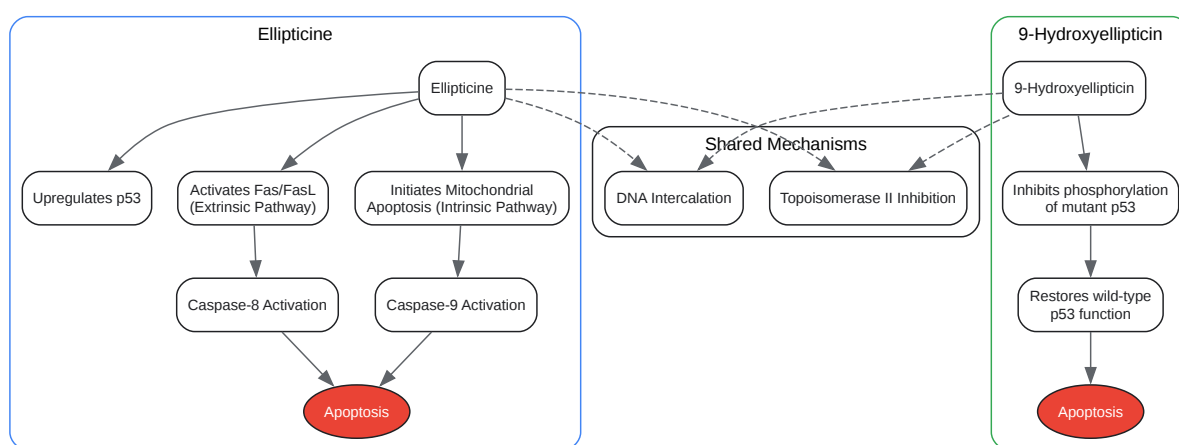 Ellipticine
9-Hydroxyellipticin
Ellipticine
9-Hydroxyellipticin
Shared Mechanisms
Upregulates p53
Activates Fas/FasL
(Extrinsic Pathway)
Initiates Mitochondrial
Apoptosis (Intrinsic Pathway)
DNA Intercalation
Topoisomerase II Inhibition
Inhibits phosphorylation
of mutant p53
Caspase-8 Activation
Caspase-9 Activation
Restores wild-type
p53 function
Apoptosis
Apoptosis